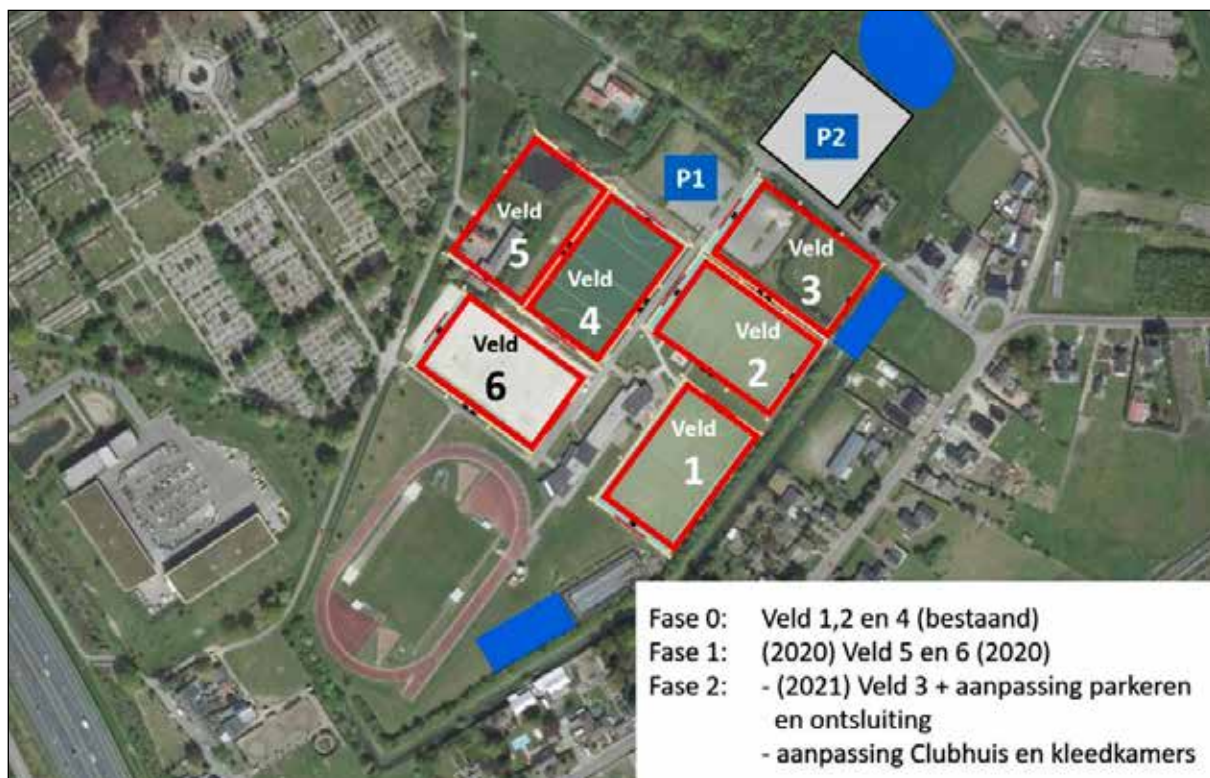 P2
P1
Veld
5
Veld
4
Veld
3
Veld
2
Veld
6
Veld
1
Fase 0: Veld 1,2 en 4 (bestaand)
Fase 1: (2020) Veld 5 en 6 (2020)
Fase 2: - (2021) Veld 3 + aanpassing parkeren
en ontsluiting
- aanpassing Clubhuis en kleedkamers